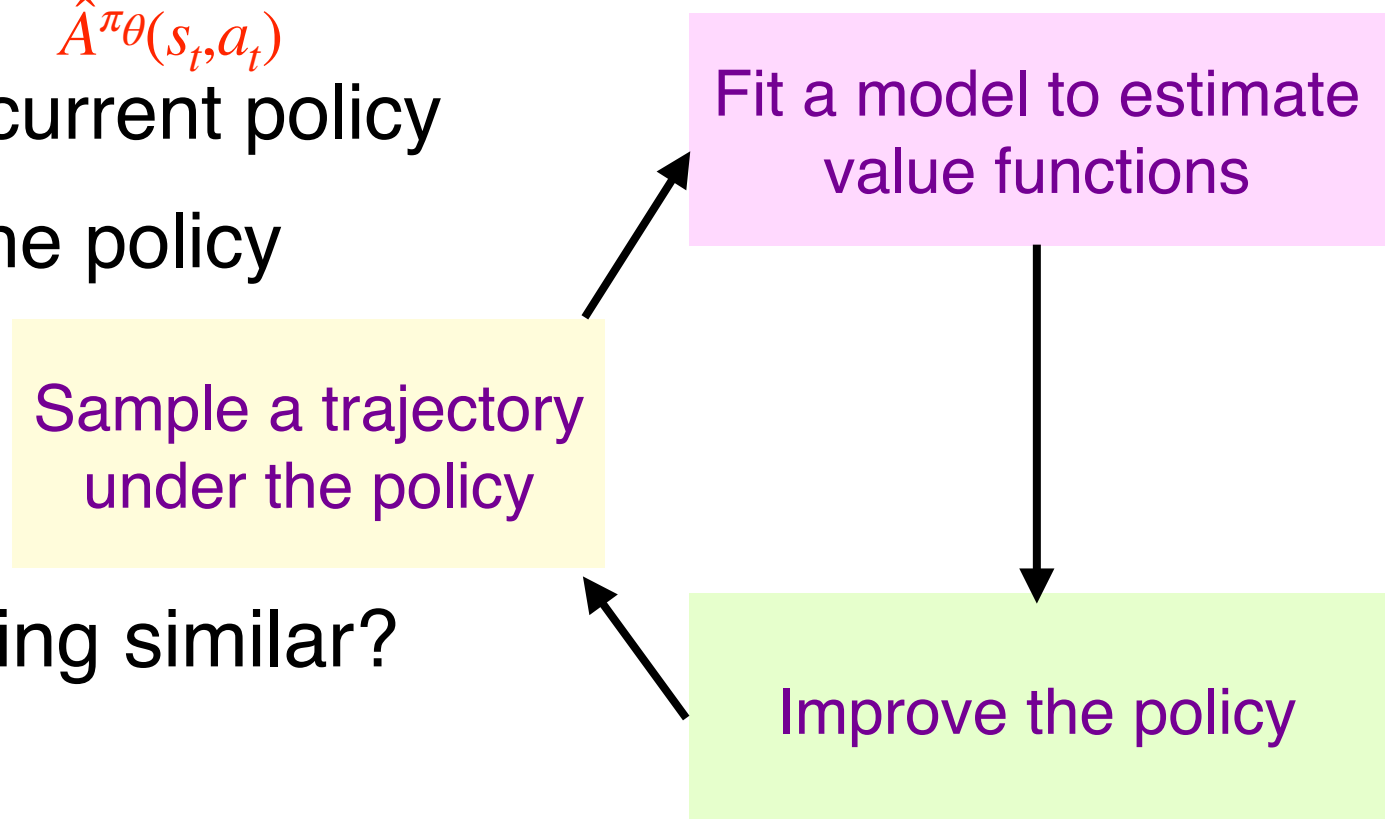 Â^{πθ}(s_t,a_t)
current policy
he policy
ing similar?
Fit a model to estimate
value functions
Sample a trajectory
under the policy
Improve the policy